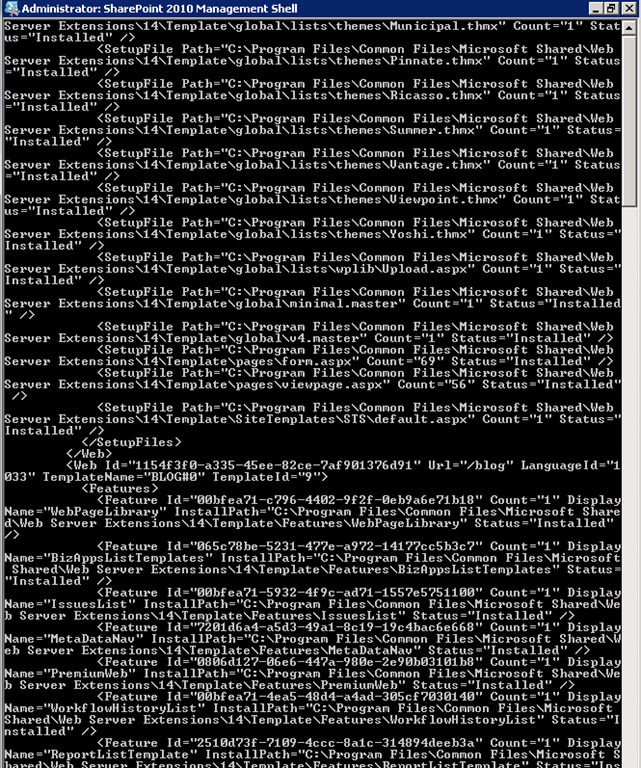 Administrator: SharePoint 2010 Management Shell
Server Extensions\14\Template\global\lists\themes\Municipal.thmx" Count="1" Stat
us="Installed" />
<SetupFile Path="C:\Program Files\Common Files\Microsoft Shared\Web
Server Extensions\14\Template\global\lists\themes\Pinnate.thmx" Count="1" Status
="Installed" />
<SetupFile Path="C:\Program Files\Common Files\Microsoft Shared\Web
Server Extensions\14\Template\global\lists\themes\Ricasso.thmx" Count="1" Status
="Installed" />
<SetupFile Path="C:\Program Files\Common Files\Microsoft Shared\Web
Server Extensions\14\Template\global\lists\themes\Summer.thmx" Count="1" Status=
"Installed" />
<SetupFile Path="C:\Program Files\Common Files\Microsoft Shared\Web
Server Extensions\14\Template\global\lists\themes\Vantage.thmx" Count="1" Status
="Installed" />
<SetupFile Path="C:\Program Files\Common Files\Microsoft Shared\Web
Server Extensions\14\Template\global\lists\themes\Viewpoint.thmx" Count="1" Stat
us="Installed" />
<SetupFile Path="C:\Program Files\Common Files\Microsoft Shared\Web
Server Extensions\14\Template\global\lists\themes\Yoshi.thmx" Count="1" Status="
Installed" />
<SetupFile Path="C:\Program Files\Common Files\Microsoft Shared\Web
Server Extensions\14\Template\global\lists\wplib\Upload.aspx" Count="1" Status="
Installed" />
<SetupFile Path="C:\Program Files\Common Files\Microsoft Shared\Web
Server Extensions\14\Template\global\minimal.master" Count="1" Status="Installed
" />
<SetupFile Path="C:\Program Files\Common Files\Microsoft Shared\Web
Server Extensions\14\Template\global\v4.master" Count="1" Status="Installed" />
<SetupFile Path="C:\Program Files\Common Files\Microsoft Shared\Web
Server Extensions\14\Template\pages\form.aspx" Count="69" Status="Installed" />
<SetupFile Path="C:\Program Files\Common Files\Microsoft Shared\Web
Server Extensions\14\Template\pages\viewpage.aspx" Count="56" Status="Installed"
/>
<SetupFile Path="C:\Program Files\Common Files\Microsoft Shared\Web
Server Extensions\14\Template\SiteTemplates\STS\default.aspx" Count="1" Status="
Installed" />
</SetupFiles>
</Web>
<Web Id="1154f3f0-a335-45ee-82ce-7af901376d91" Url="/blog" LanguageId="1
033" TemplateName="BLOG#0" TemplateId="9">
<Features>
<Feature Id="00bfea71-c796-4402-9f2f-0eb9a6e71b18" Count="1" Display
Name="WebPageLibrary" InstallPath="C:\Program Files\Common Files\Microsoft Share
d\Web Server Extensions\14\Template\Features\WebPageLibrary" Status="Installed"
/>
<Feature Id="065c78be-5231-477e-a972-14177cc5b3c7" Count="1" Display
Name="BizAppsListTemplates" InstallPath="C:\Program Files\Common Files\Microsoft
Shared\Web Server Extensions\14\Template\Features\BizAppsListTemplates" Status=
"Installed" />
<Feature Id="00bfea71-5932-4f9c-ad71-1557e5751100" Count="1" Display
Name="IssuesList" InstallPath="C:\Program Files\Common Files\Microsoft Shared\We
b Server Extensions\14\Template\Features\IssuesList" Status="Installed" />
<Feature Id="7201d6a4-a5d3-49a1-8c19-19c4bac6e668" Count="1" Display
Name="MetaDataNav" InstallPath="C:\Program Files\Common Files\Microsoft Shared\W
eb Server Extensions\14\Template\Features\MetaDataNav" Status="Installed" />
<Feature Id="0806d127-06e6-447a-980e-2e90b03101b8" Count="1" Display
Name="PremiumWeb" InstallPath="C:\Program Files\Common Files\Microsoft Shared\We
b Server Extensions\14\Template\Features\PremiumWeb" Status="Installed" />
<Feature Id="00bfea71-4ea5-48d4-a4ad-305cf7030140" Count="1" Display
Name="WorkflowHistoryList" InstallPath="C:\Program Files\Common Files\Microsoft
Shared\Web Server Extensions\14\Template\Features\WorkflowHistoryList" Status="I
nstalled" />
<Feature Id="2510d73f-7109-4ccc-8a1c-314894deeb3a" Count="1" Display
Name="ReportListTemplate" InstallPath="C:\Program Files\Common Files\Microsoft S
hared\Web Server Extensions\14\Template\Features\ReportListTemplate" Status="Ins